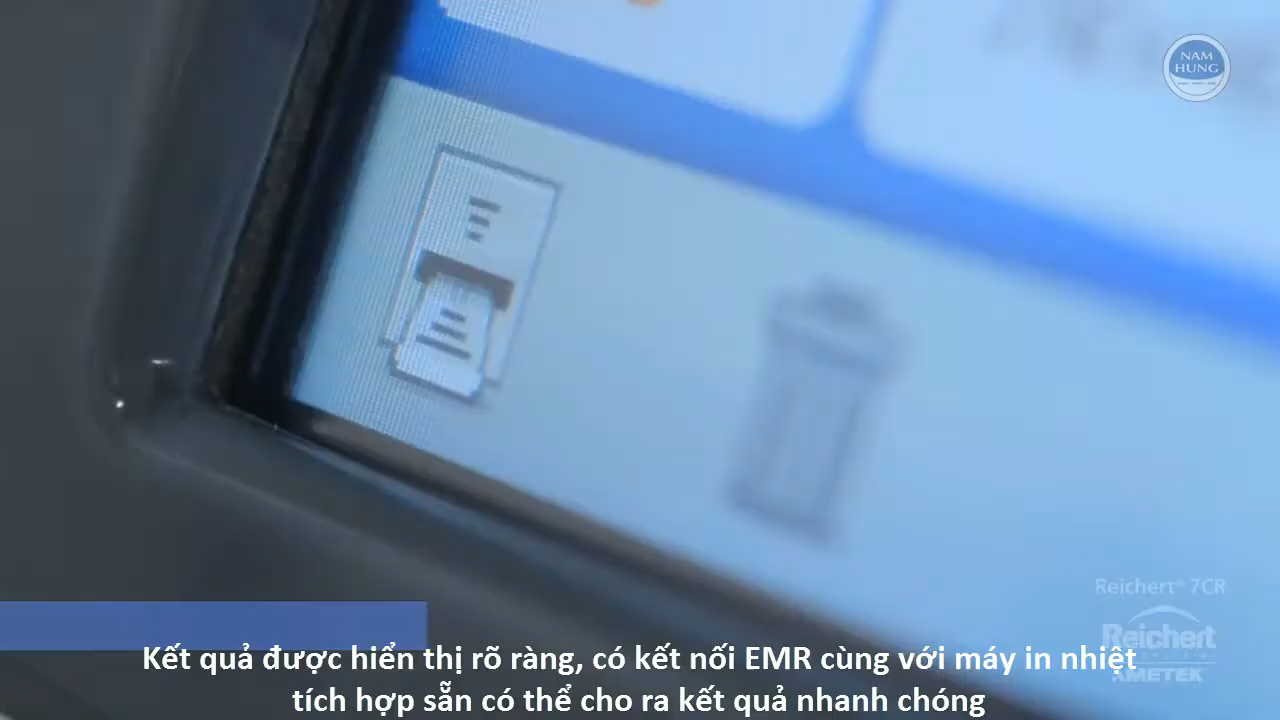 NAM
HUNG
Reichert® 7CR
Reichert
AMETEK
Kết quả được hiển thị rõ ràng, có kết nối EMR cùng với máy in nhiệt
tích hợp sẵn có thể cho ra kết quả nhanh chóng